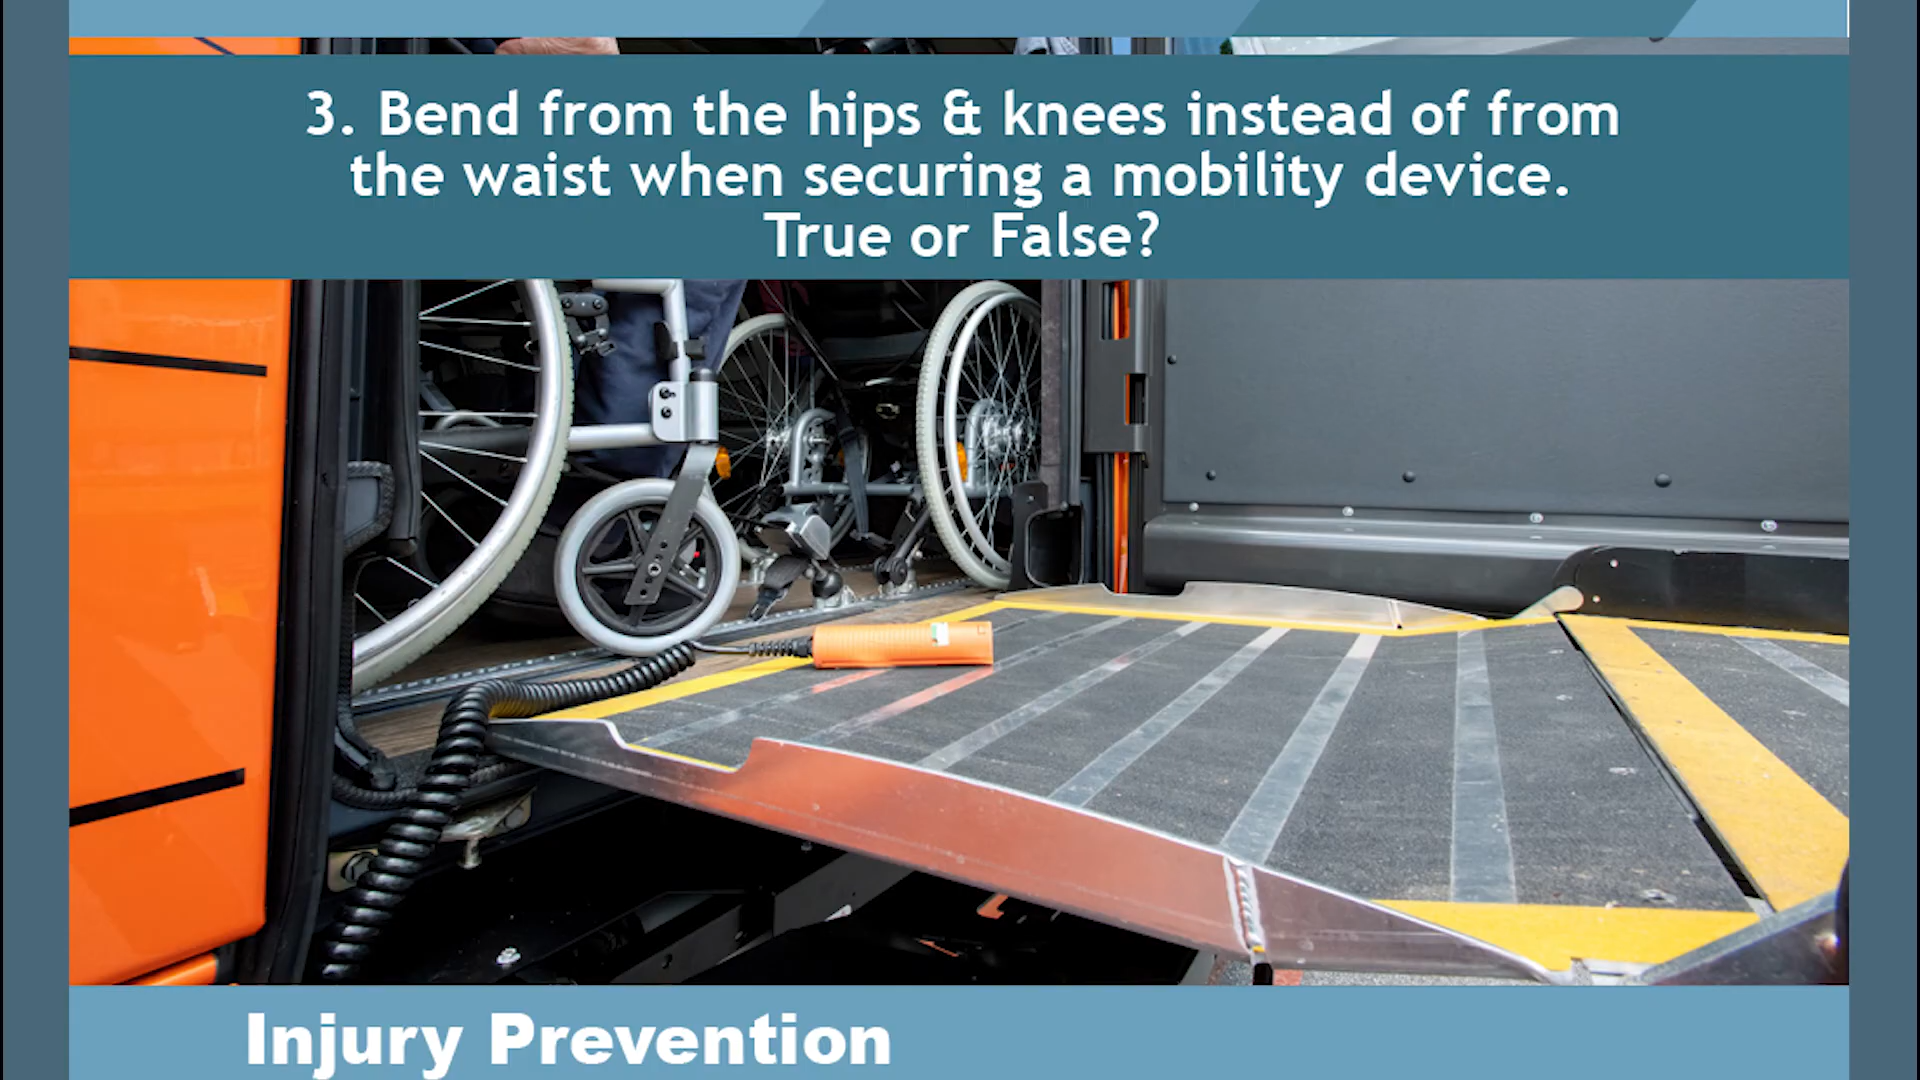 3. Bend from the hips & knees instead of from
the waist when securing a mobility device.
True or False?
Injury Prevention